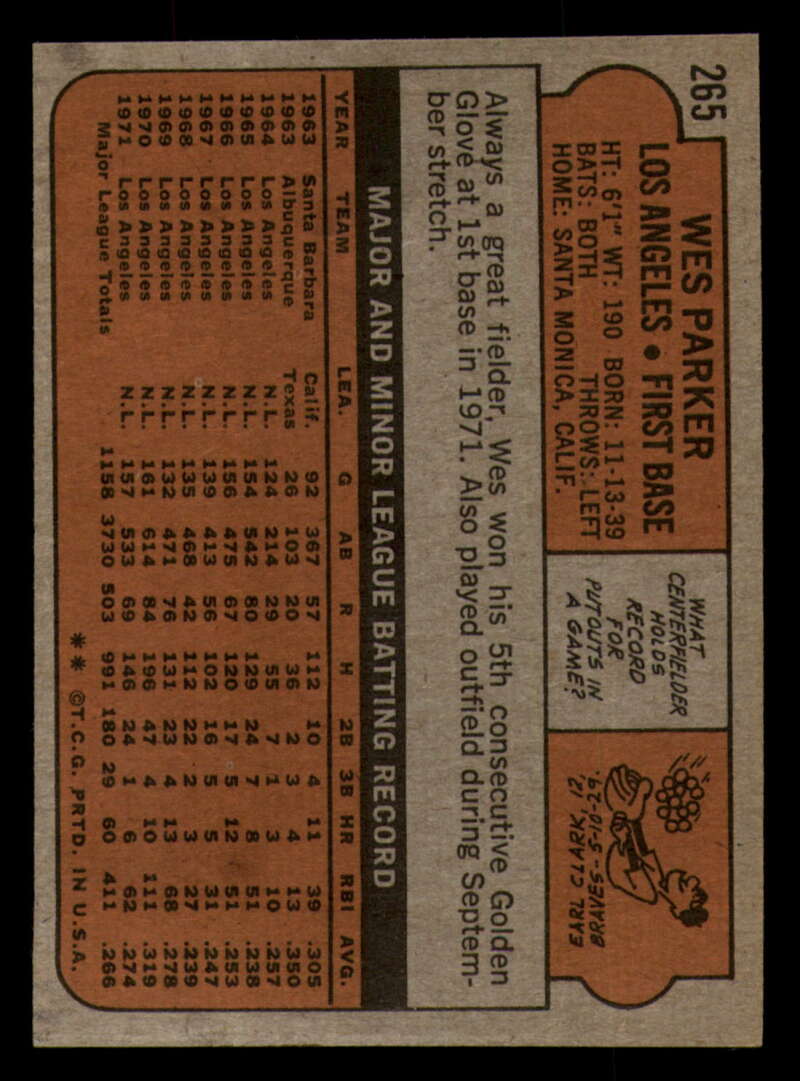 265
WES PARKER
LOS ANGELES • FIRST BASE
HT: 6'1" WT: 190 BORN: 11-13-39
BATS: BOTH THROWS: LEFT
HOME: SANTA MONICA, CALIF.
WHAT
CENTERFIELDER
HOLDS
RECORD
FOR
PUTOUTS IN
A GAME?
EARL CLARK, 12,
BRAVES - 5-10-29.
Always a great fielder, Wes won his 5th consecutive Golden
Glove at 1st base in 1971. Also played outfield during Septem-
ber stretch.
MAJOR AND MINOR LEAGUE BATTING RECORD
YEAR TEAM LEA. G AB R H 2B 3B HR RBI AVG.
1963 Santa Barbara Calif. 92 367 57 112 10 4 11 39 .305
1963 Albuquerque Texas 26 103 20 36 2 3 4 13 .350
1964 Los Angeles N.L. 124 214 29 55 7 1 3 10 .257
1965 Los Angeles N.L. 154 542 80 129 24 7 8 51 .238
1966 Los Angeles N.L. 156 475 67 120 17 5 12 51 .253
1967 Los Angeles N.L. 139 413 56 102 16 5 5 31 .247
1968 Los Angeles N.L. 135 468 42 112 22 2 3 27 .239
1969 Los Angeles N.L. 132 471 76 131 23 4 13 68 .278
1970 Los Angeles N.L. 161 614 84 196 47 4 10 111 .319
1971 Los Angeles N.L. 157 533 69 146 24 1 6 62 .274
Major League Totals 1158 3730 503 991 180 29 60 411 .266
** ©T.C.G. PRTD. IN U.S.A.